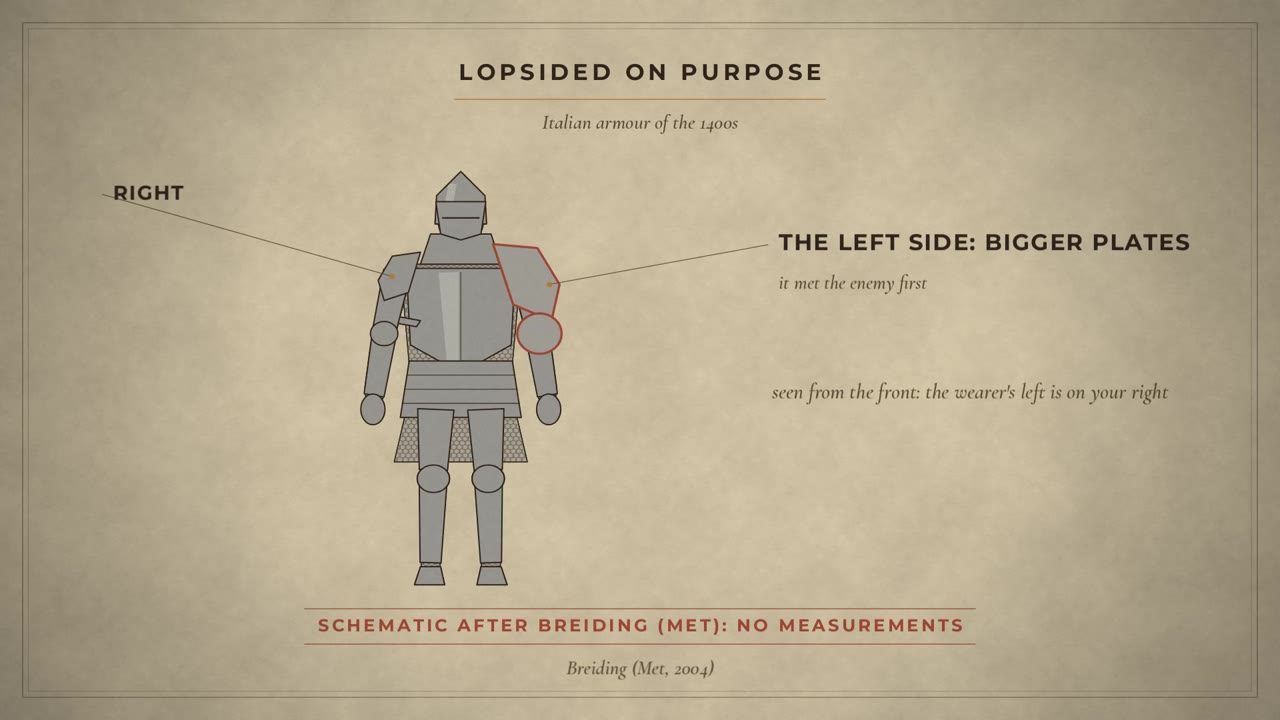 LOPSIDED ON PURPOSE
Italian armour of the 1400s
RIGHT
THE LEFT SIDE: BIGGER PLATES
it met the enemy first
seen from the front: the wearer's left is on your right
SCHEMATIC AFTER BREIDING (MET): NO MEASUREMENTS
Breiding (Met, 2004)